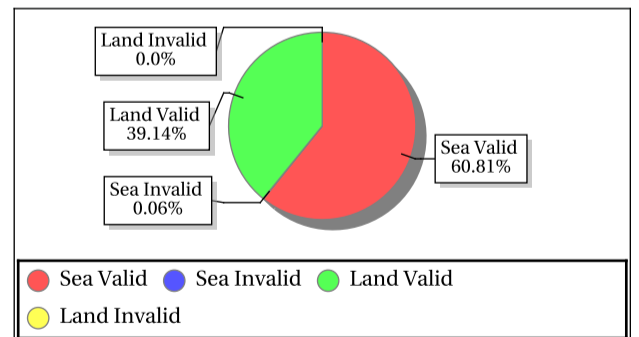 Land Invalid
0.0%
Land Valid
39.14%
Sea Valid
60.81%
Sea Invalid
0.06%
Sea Valid Sea Invalid Land Valid
Land Invalid